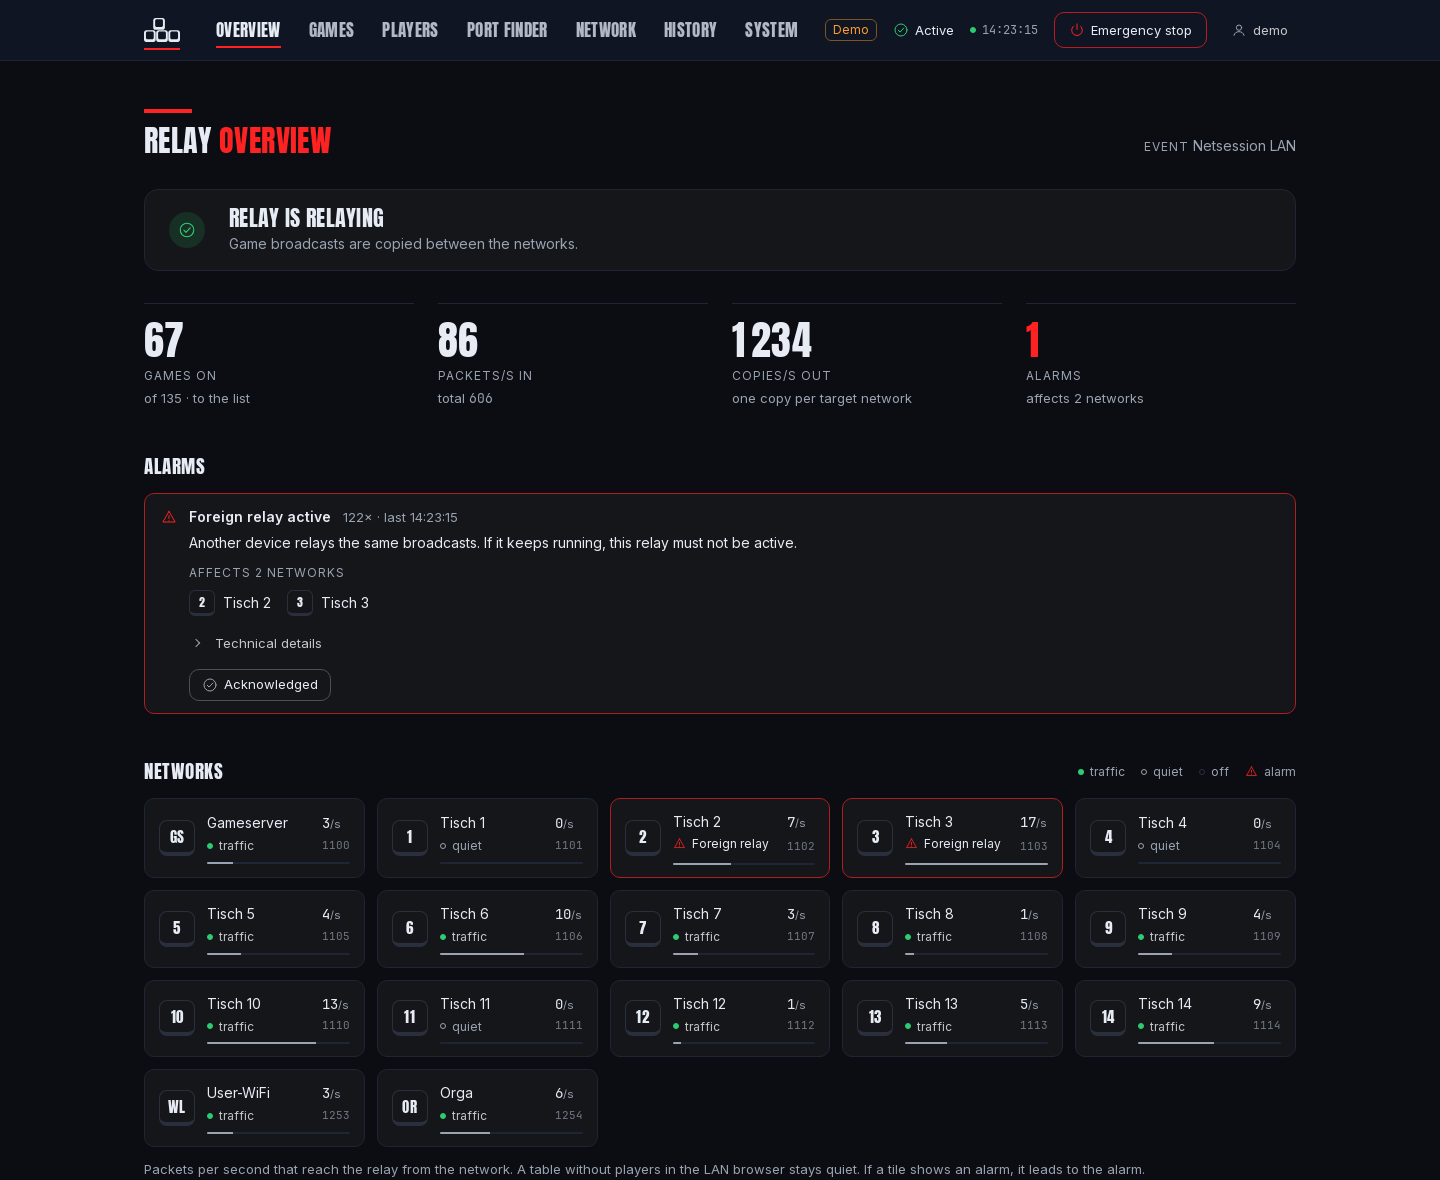 OVERVIEW GAMES PLAYERS PORT FINDER NETWORK HISTORY SYSTEM Demo Active 14:23:15 Emergency stop demo
RELAY OVERVIEW
EVENT Netsession LAN
RELAY IS RELAYING
Game broadcasts are copied between the networks.
67 86 1234 1
GAMES ON PACKETS/S IN COPIES/S OUT ALARMS
of 135 · to the list total 606 one copy per target network affects 2 networks
ALARMS
Foreign relay active 122× · last 14:23:15
Another device relays the same broadcasts. If it keeps running, this relay must not be active.
AFFECTS 2 NETWORKS
2 Tisch 2 3 Tisch 3
Technical details
Acknowledged
NETWORKS traffic quiet off alarm
GS Gameserver 3/s traffic 1100
1 Tisch 1 0/s quiet 1101
2 Tisch 2 7/s Foreign relay 1102
3 Tisch 3 17/s Foreign relay 1103
4 Tisch 4 0/s quiet 1104
5 Tisch 5 4/s traffic 1105
6 Tisch 6 10/s traffic 1106
7 Tisch 7 3/s traffic 1107
8 Tisch 8 1/s traffic 1108
9 Tisch 9 4/s traffic 1109
10 Tisch 10 13/s traffic 1110
11 Tisch 11 0/s quiet 1111
12 Tisch 12 1/s traffic 1112
13 Tisch 13 5/s traffic 1113
14 Tisch 14 9/s traffic 1114
WL User-WiFi 3/s traffic 1253
OR Orga 6/s traffic 1254
Packets per second that reach the relay from the network. A table without players in the LAN browser stays quiet. If a tile shows an alarm, it leads to the alarm.